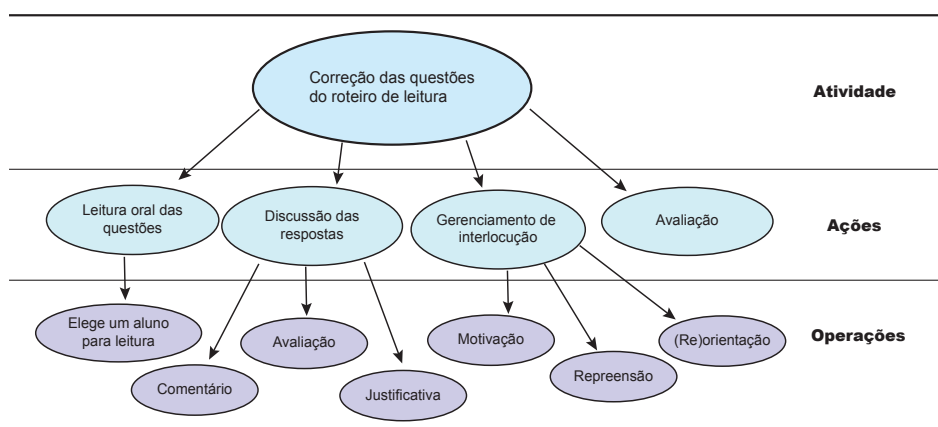 Correção das questões
do roteiro de leitura
Atividade
Leitura oral das
questões
Discussão das
respostas
Gerenciamento de
interlocução
Avaliação
Ações
Elege um aluno
para leitura
Comentário
Avaliação
Justificativa
Motivação
Repreensão
(Re)orientação
Operações